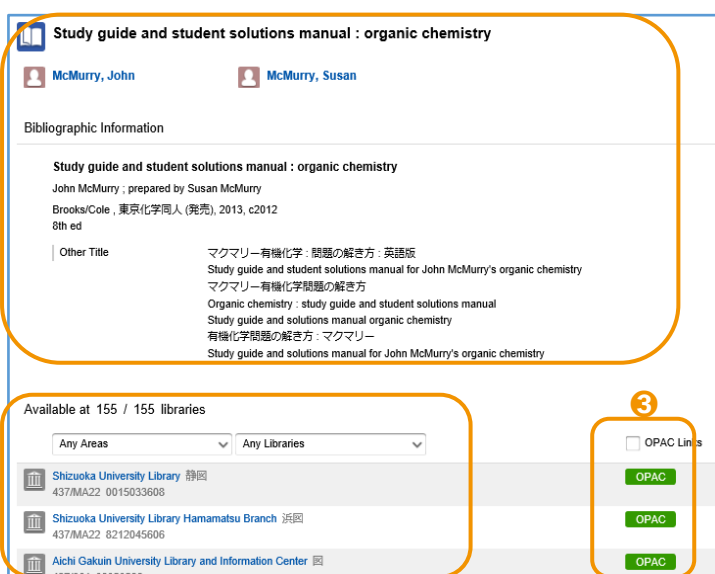 Study guide and student solutions manual : organic chemistry
McMurry, John McMurry, Susan
Bibliographic Information
Study guide and student solutions manual : organic chemistry
John McMurry ; prepared by Susan McMurry
Brooks/Cole , 東京化学同人 (発売), 2013, c2012
8th ed
Other Title マクマリー有機化学 : 問題の解き方 : 英語版
Study guide and student solutions manual for John McMurry's organic chemistry
マクマリー有機化学問題の解き方
Organic chemistry : study guide and student solutions manual
Study guide and solutions manual organic chemistry
有機化学問題の解き方 : マクマリー
Study guide and solutions manual for John McMurry's organic chemistry
Available at 155 / 155 libraries
3
Any Areas Any Libraries OPAC Links
Shizuoka University Library 静図 OPAC
437/MA22 0015033608
Shizuoka University Library Hamamatsu Branch 浜図 OPAC
437/MA22 8212045606
Aichi Gakuin University Library and Information Center 図 OPAC